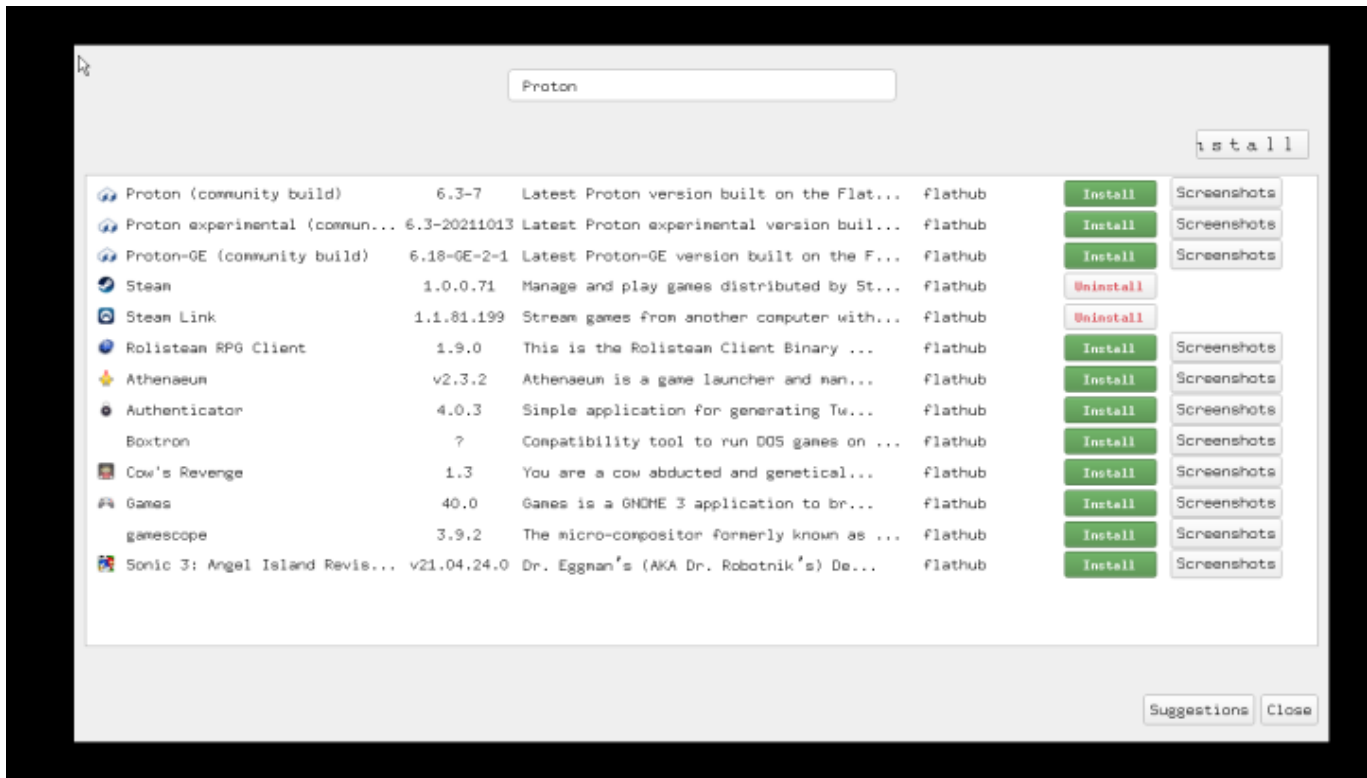 Proton
nstall
Proton (community build) 6.3-7 Latest Proton version built on the Flat... flathub Install Screenshots
Proton experimental (commun... 6.3-20211013 Latest Proton experimental version buil... flathub Install Screenshots
Proton-GE (community build) 6.18-GE-2-1 Latest Proton-GE version built on the F... flathub Install Screenshots
Steam 1.0.0.71 Manage and play games distributed by St... flathub Uninstall
Steam Link 1.1.81.199 Stream games from another computer with... flathub Uninstall
Rolisteam RPG Client 1.9.0 This is the Rolisteam Client Binary ... flathub Install Screenshots
Athenaeum v2.3.2 Athenaeum is a game launcher and man... flathub Install Screenshots
Authenticator 4.0.3 Simple application for generating Tw... flathub Install Screenshots
Boxtron ? Compatibility tool to run DOS games on ... flathub Install Screenshots
Cow's Revenge 1.3 You are a cow abducted and genetical... flathub Install Screenshots
Games 40.0 Games is a GNOME 3 application to br... flathub Install Screenshots
gamescope 3.9.2 The micro-compositor formerly known as ... flathub Install Screenshots
Sonic 3: Angel Island Revis... v21.04.24.0 Dr. Eggman's (AKA Dr. Robotnik's) De... flathub Install Screenshots
Suggestions Close